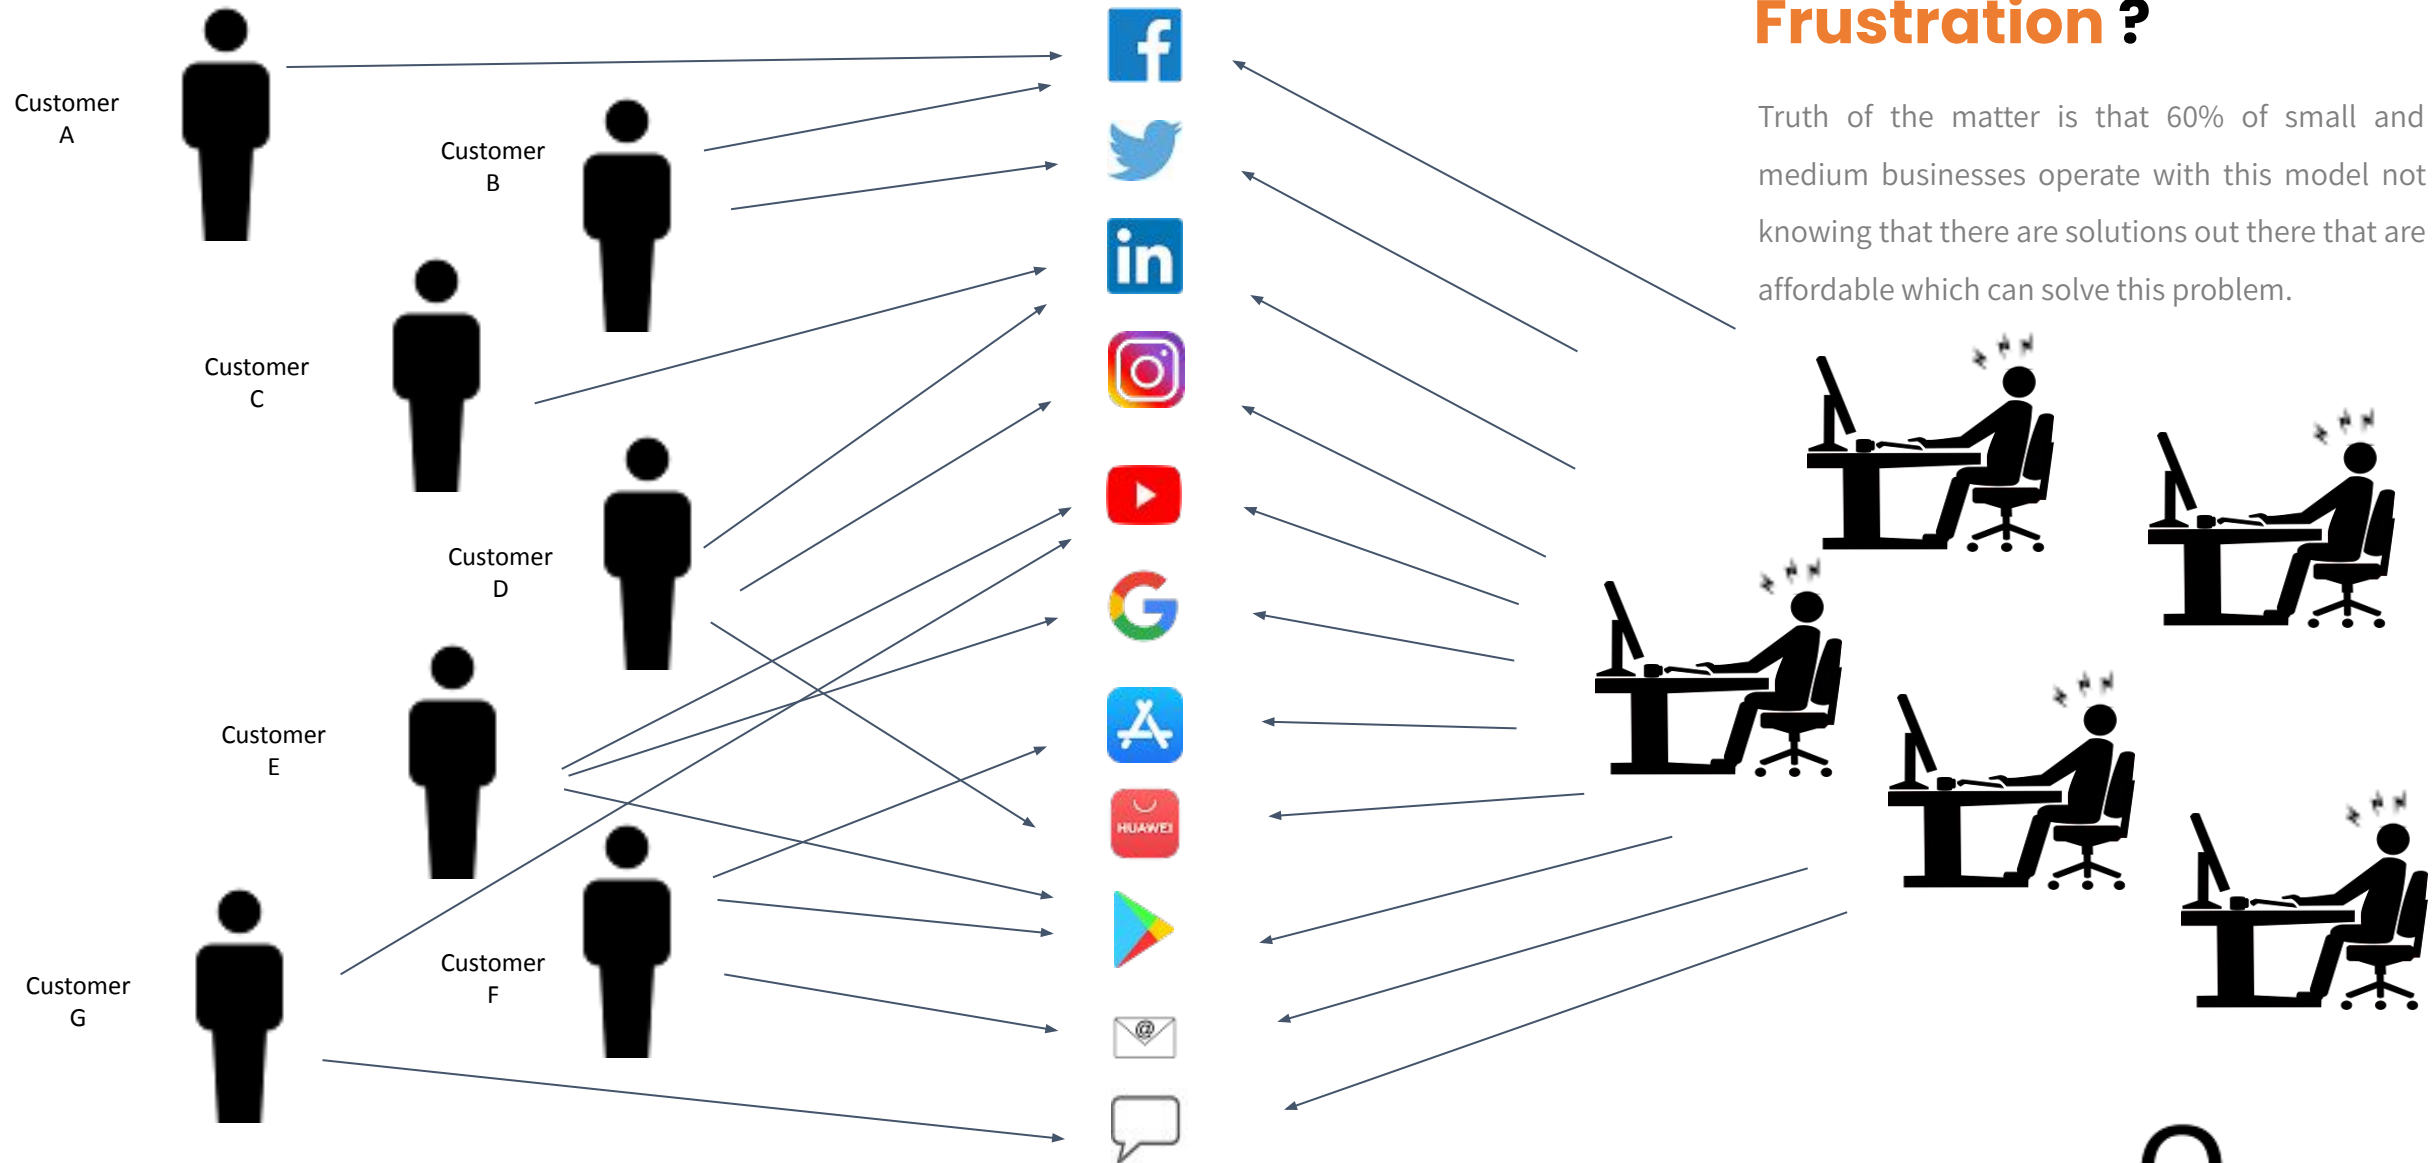 Frustration ?
Truth of the matter is that 60% of small and
medium businesses operate with this model not
knowing that there are solutions out there that are
affordable which can solve this problem.
Customer
A
Customer
B
Customer
C
Customer
D
Customer
E
Customer
F
Customer
G
f
in
G
HUAWEI
@